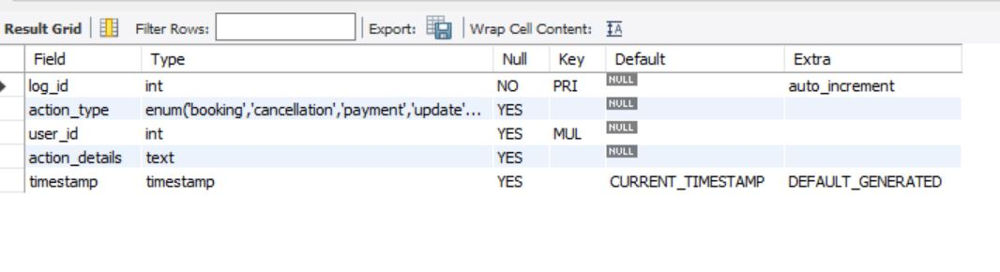 Result Grid Filter Rows: Export: Wrap Cell Content:
Field Type Null Key Default Extra
log_id int NO PRI NULL auto_increment
action_type enum('booking','cancellation','payment','update'... YES NULL
user_id int YES MUL NULL
action_details text YES NULL
timestamp timestamp YES CURRENT_TIMESTAMP DEFAULT_GENERATED